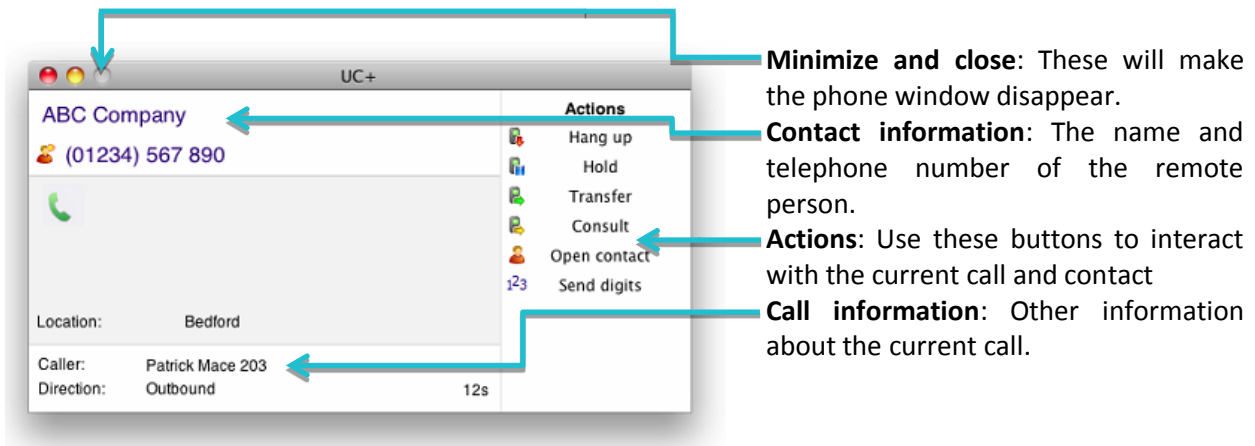 UC+
ABC Company
(01234) 567 890
Location: Bedford
Caller: Patrick Mace 203
Direction: Outbound 12s
Actions
Hang up
Hold
Transfer
Consult
Open contact
123 Send digits
Minimize and close: These will make
the phone window disappear.
Contact information: The name and
telephone number of the remote
person.
Actions: Use these buttons to interact
with the current call and contact
Call information: Other information
about the current call.